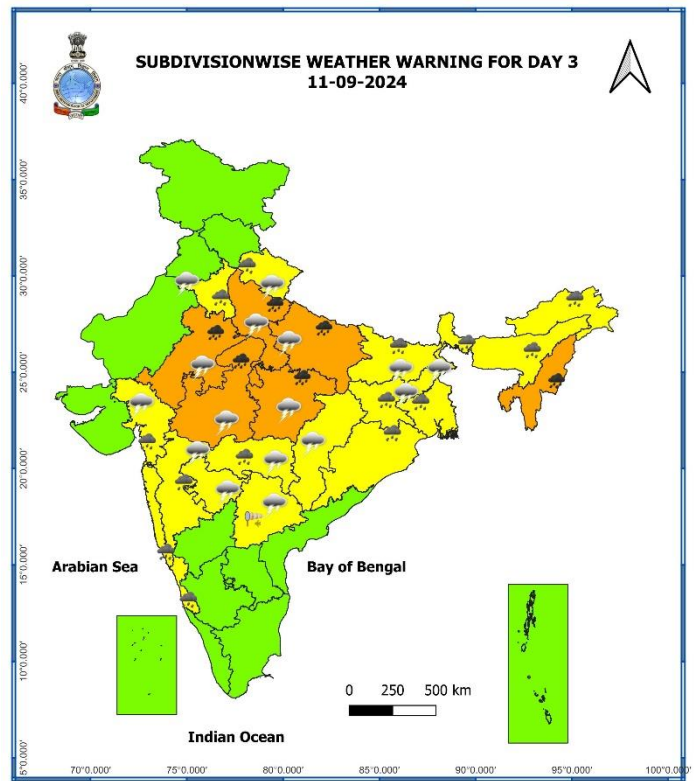 SUBDIVISIONWISE WEATHER WARNING FOR DAY 3
11-09-2024
40°0.000'
35°0.000'
30°0.000'
25°0.000'
20°0.000'
15°0.000'
10°0.000'
5°0.000'
Arabian Sea
Bay of Bengal
0 250 500 km
Indian Ocean
70°0.000' 75°0.000' 80°0.000' 85°0.000' 90°0.000' 95°0.000' 100°0.000'